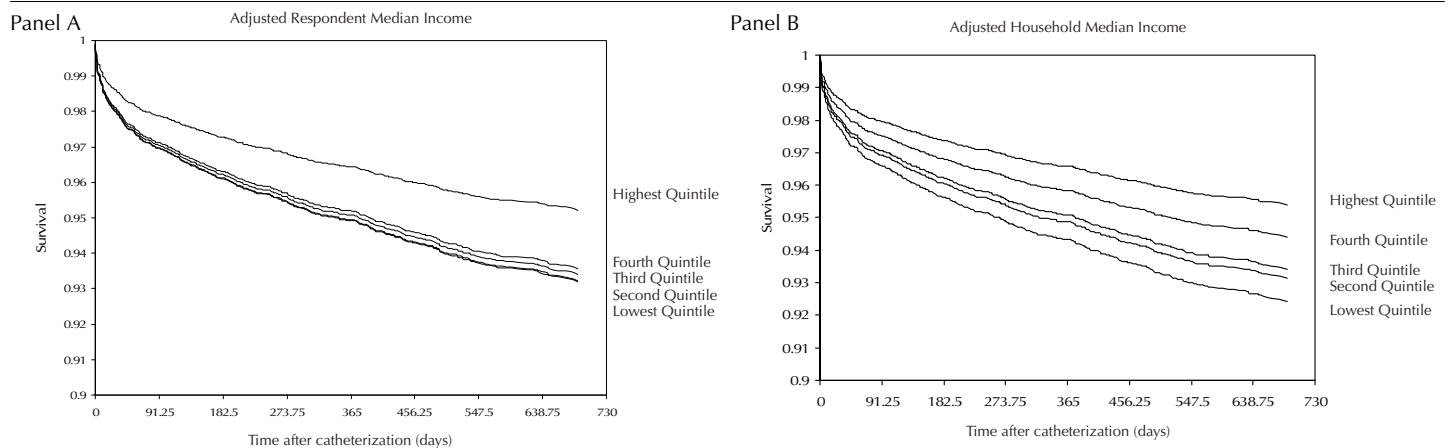 Panel A
Adjusted Respondent Median Income
1
0.99
0.98
0.97
0.96
0.95
0.94
0.93
0.92
0.91
0.9
Survival
0 91.25 182.5 273.75 365 456.25 547.5 638.75 730
Time after catheterization (days)
Highest Quintile
Fourth Quintile
Third Quintile
Second Quintile
Lowest Quintile
Panel B
Adjusted Household Median Income
1
0.99
0.98
0.97
0.96
0.95
0.94
0.93
0.92
0.91
0.9
Survival
0 91.25 182.5 273.75 365 456.25 547.5 638.75 730
Time after catheterization (days)
Highest Quintile
Fourth Quintile
Third Quintile
Second Quintile
Lowest Quintile